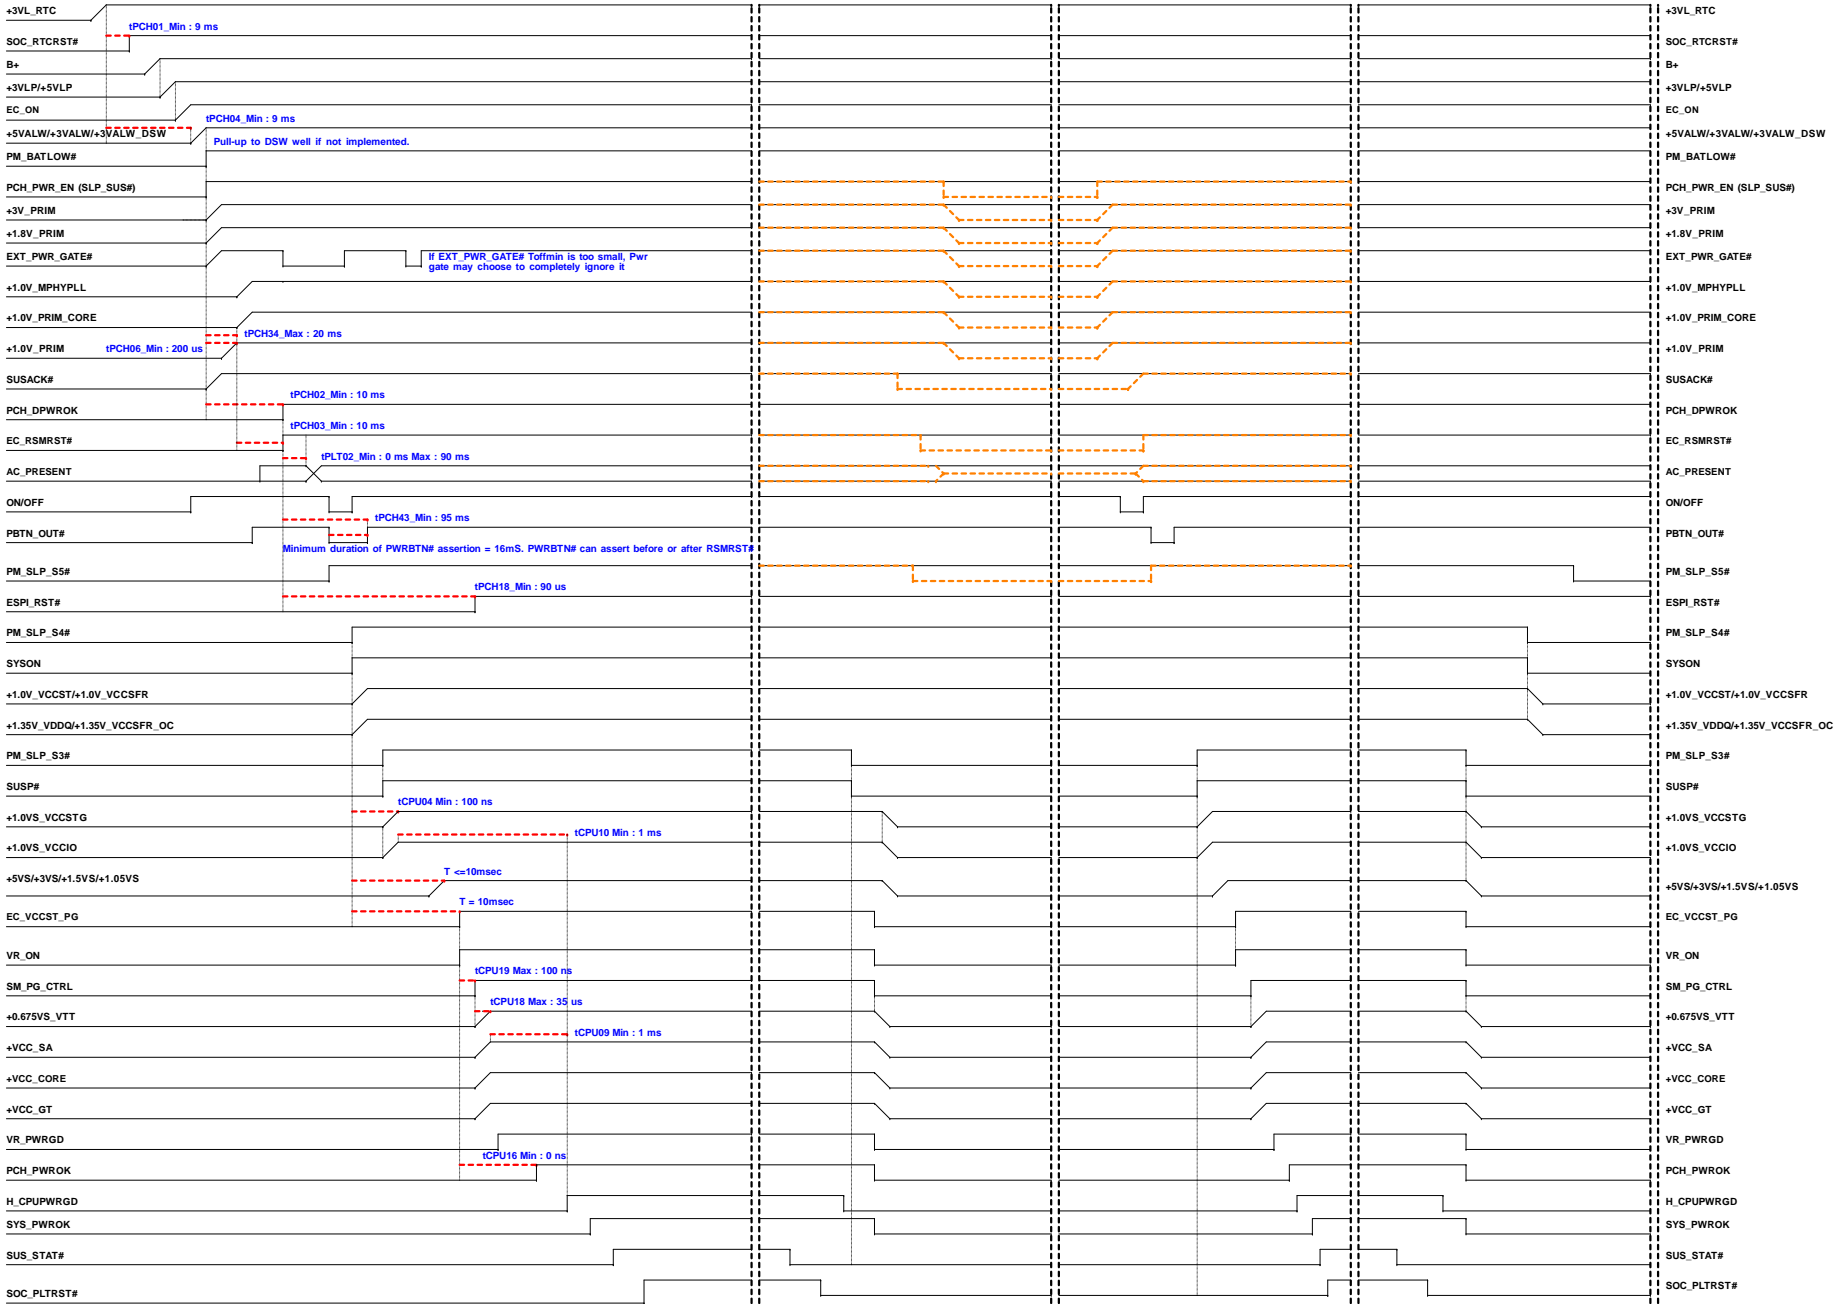 +3VL_RTC +3VL_RTC
tPCH01_Min : 9 ms
SOC_RTCRST# SOC_RTCRST#
B+ B+
+3VLP/+5VLP +3VLP/+5VLP
EC_ON EC_ON
tPCH04_Min : 9 ms
+5VALW/+3VALW/+3VALW_DSW +5VALW/+3VALW/+3VALW_DSW
Pull-up to DSW well if not implemented.
PM_BATLOW# PM_BATLOW#
PCH_PWR_EN (SLP_SUS#) PCH_PWR_EN (SLP_SUS#)
+3V_PRIM +3V_PRIM
+1.8V_PRIM +1.8V_PRIM
EXT_PWR_GATE# EXT_PWR_GATE#
If EXT_PWR_GATE# Toffmin is too small, Pwr
gate may choose to completely ignore it
+1.0V_MPHYPLL +1.0V_MPHYPLL
+1.0V_PRIM_CORE +1.0V_PRIM_CORE
tPCH34_Max : 20 ms
+1.0V_PRIM tPCH06_Min : 200 us +1.0V_PRIM
SUSACK# SUSACK#
tPCH02_Min : 10 ms
PCH_DPWROK PCH_DPWROK
tPCH03_Min : 10 ms
EC_RSMRST# EC_RSMRST#
tPLT02_Min : 0 ms Max : 90 ms
AC_PRESENT AC_PRESENT
ON/OFF ON/OFF
tPCH43_Min : 95 ms
PBTN_OUT# PBTN_OUT#
Minimum duration of PWRBTN# assertion = 16mS. PWRBTN# can assert before or after RSMRST#
PM_SLP_S5# PM_SLP_S5#
tPCH18_Min : 90 us
ESPI_RST# ESPI_RST#
PM_SLP_S4# PM_SLP_S4#
SYSON SYSON
+1.0V_VCCST/+1.0V_VCCSFR +1.0V_VCCST/+1.0V_VCCSFR
+1.35V_VDDQ/+1.35V_VCCSFR_OC +1.35V_VDDQ/+1.35V_VCCSFR_OC
PM_SLP_S3# PM_SLP_S3#
SUSP# SUSP#
tCPU04 Min : 100 ns
+1.0VS_VCCSTG +1.0VS_VCCSTG
tCPU10 Min : 1 ms
+1.0VS_VCCIO +1.0VS_VCCIO
T <=10msec
+5VS/+3VS/+1.5VS/+1.05VS +5VS/+3VS/+1.5VS/+1.05VS
T = 10msec
EC_VCCST_PG EC_VCCST_PG
VR_ON VR_ON
tCPU19 Max : 100 ns
SM_PG_CTRL SM_PG_CTRL
tCPU18 Max : 35 us
+0.675VS_VTT +0.675VS_VTT
tCPU09 Min : 1 ms
+VCC_SA +VCC_SA
+VCC_CORE +VCC_CORE
+VCC_GT +VCC_GT
VR_PWRGD VR_PWRGD
tCPU16 Min : 0 ns
PCH_PWROK PCH_PWROK
H_CPUPWRGD H_CPUPWRGD
SYS_PWROK SYS_PWROK
SUS_STAT# SUS_STAT#
SOC_PLTRST# SOC_PLTRST#